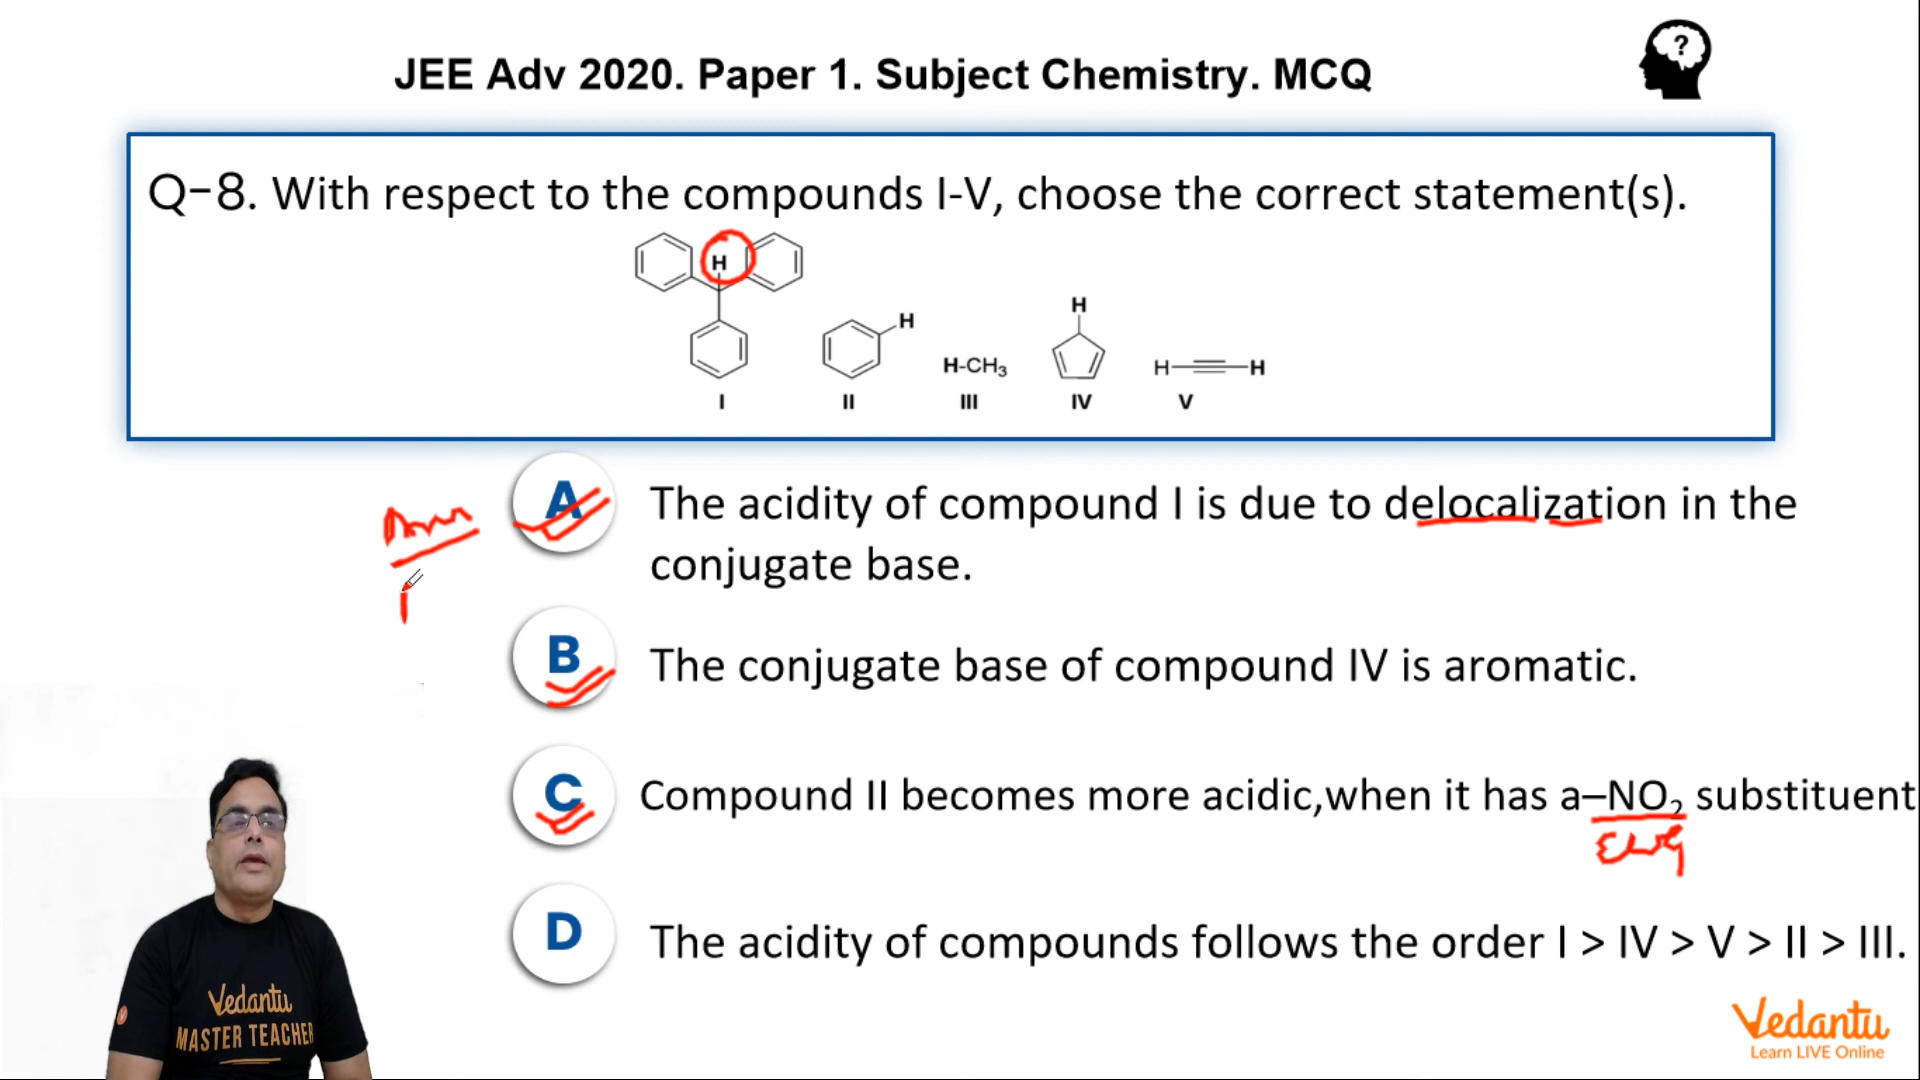 JEE Adv 2020. Paper 1. Subject Chemistry. MCQ
?
Q-8. With respect to the compounds I-V, choose the correct statement(s).
H
H
H
H-CH₃
H
H
I
II
III
IV
V
A
The acidity of compound I is due to delocalization in the
conjugate base.
B
The conjugate base of compound IV is aromatic.
C
Compound II becomes more acidic,when it has a–NO₂ substituent
D
The acidity of compounds follows the order I > IV > V > II > III.
Vedantu
MASTER TEACHER
Vedantu
Learn LIVE Online